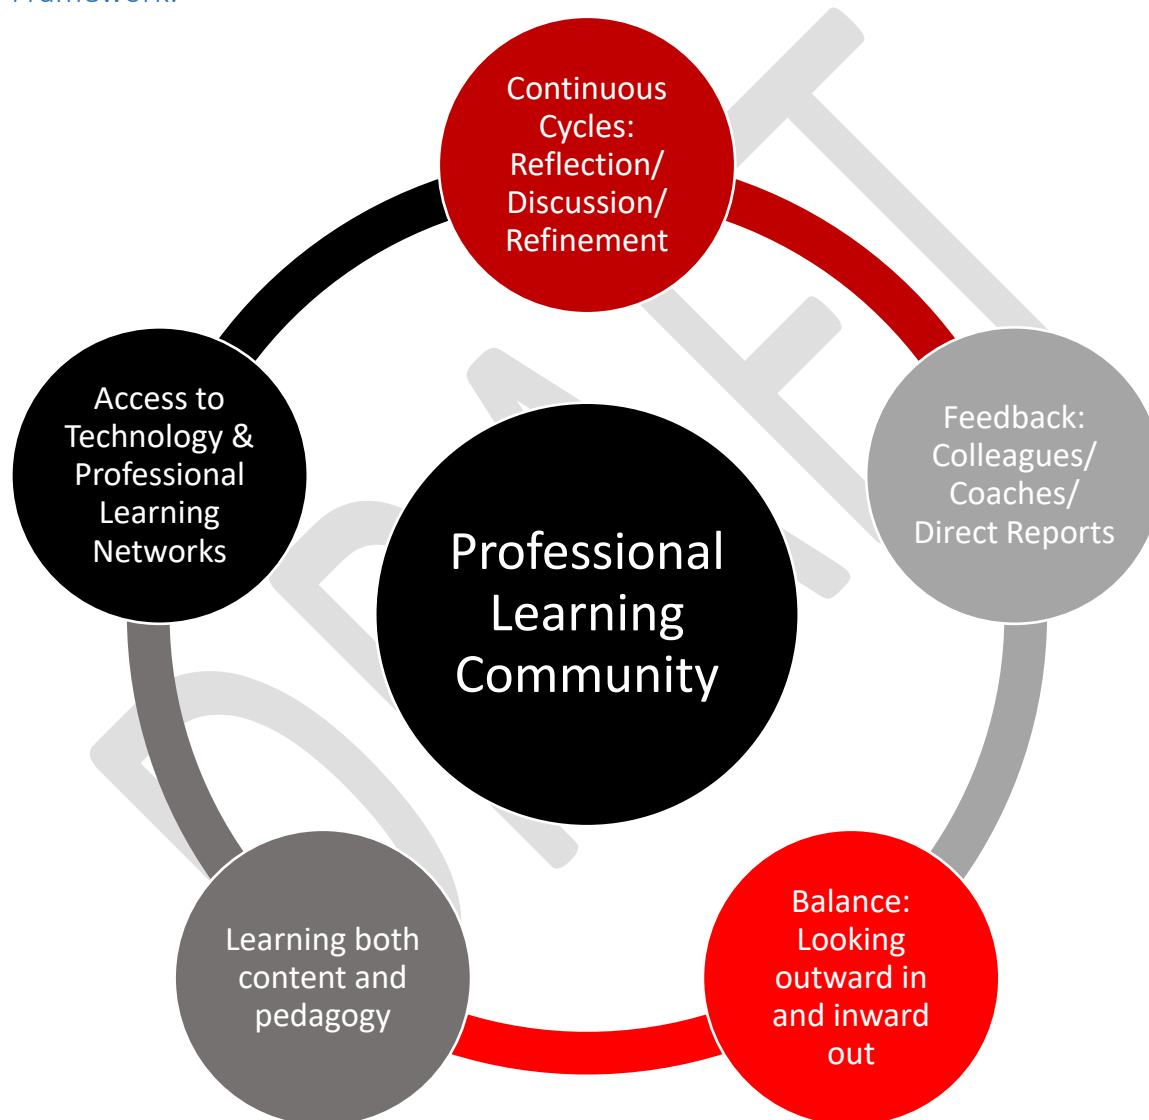 Framework:
Continuous
Cycles:
Reflection/
Discussion/
Refinement
Feedback:
Colleagues/
Coaches/
Direct Reports
Balance:
Looking
outward in
and inward
out
Learning both
content and
pedagogy
Access to
Technology &
Professional
Learning
Networks
Professional
Learning
Community
DRAFT